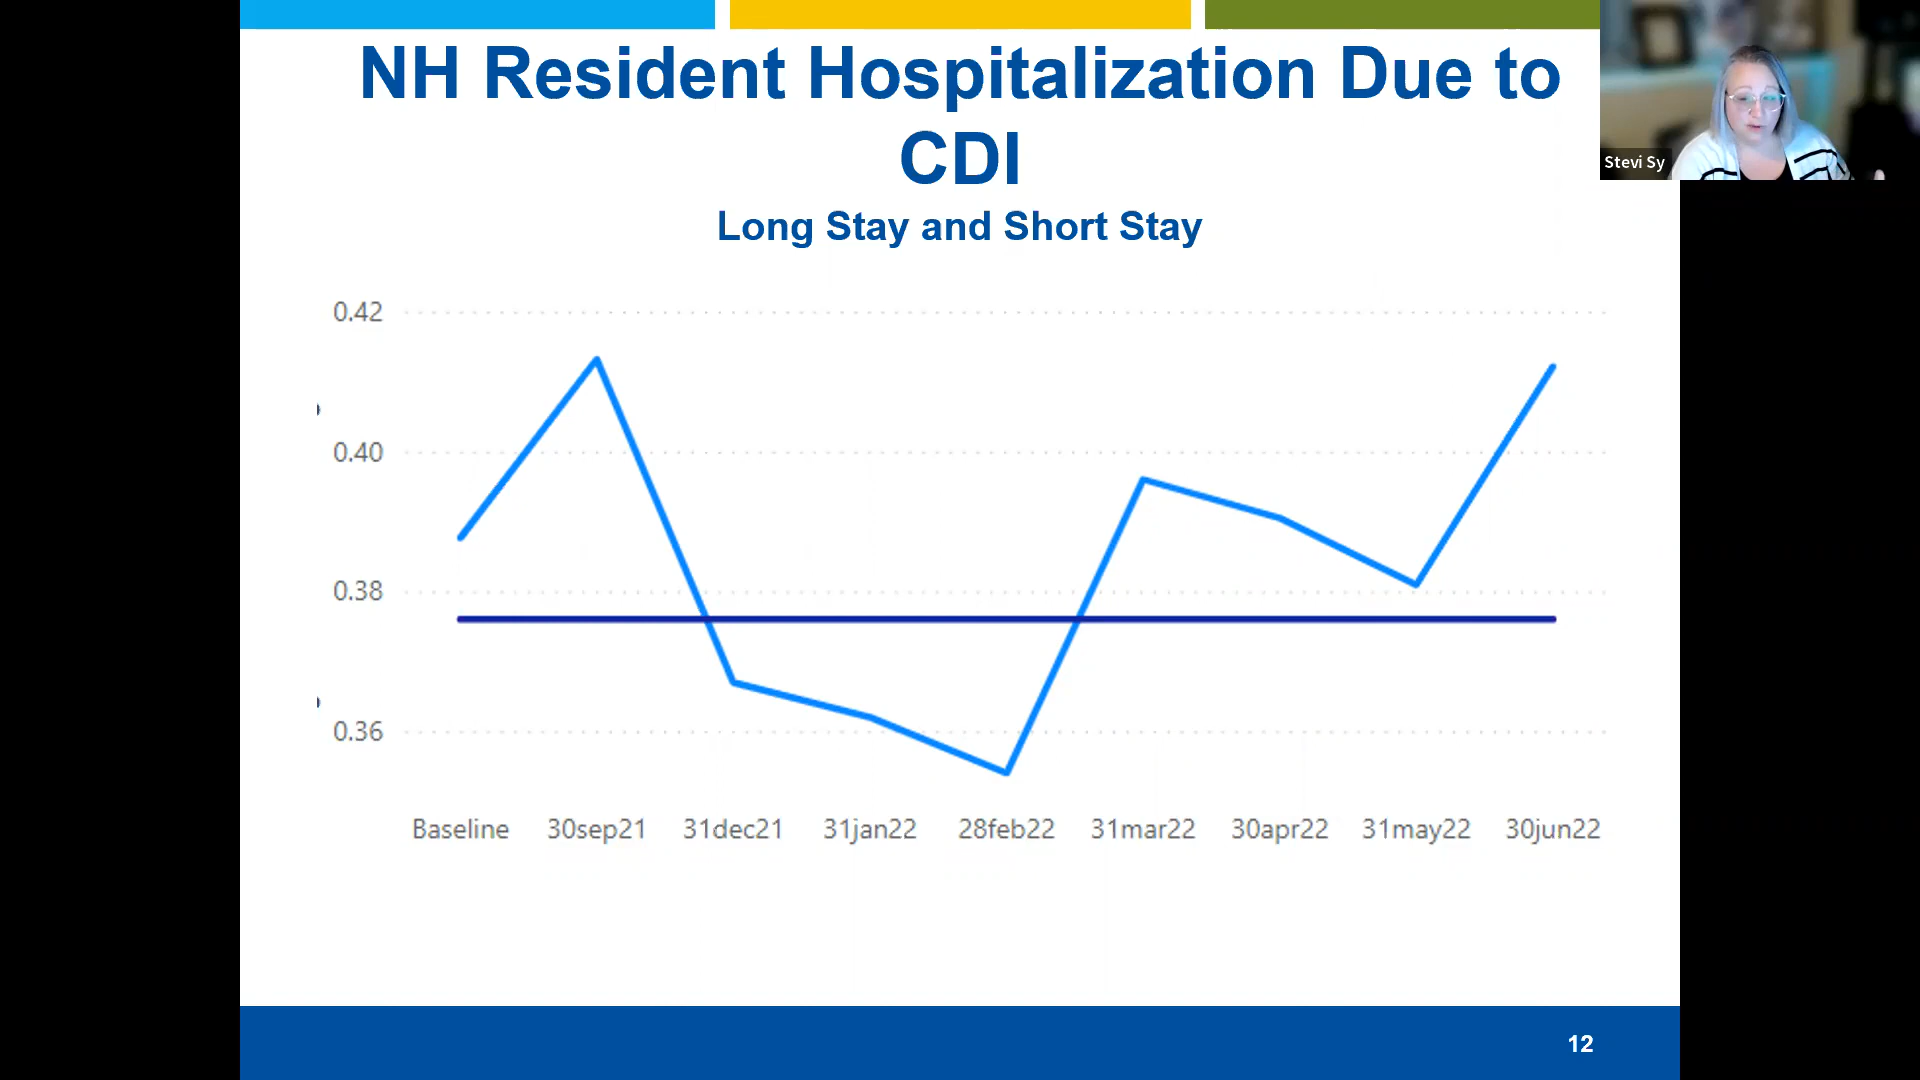 NH Resident Hospitalization Due to
CDI
Long Stay and Short Stay
Stevi Sy
0.42
0.40
0.38
0.36
Baseline 30sep21 31dec21 31jan22 28feb22 31mar22 30apr22 31may22 30jun22
12